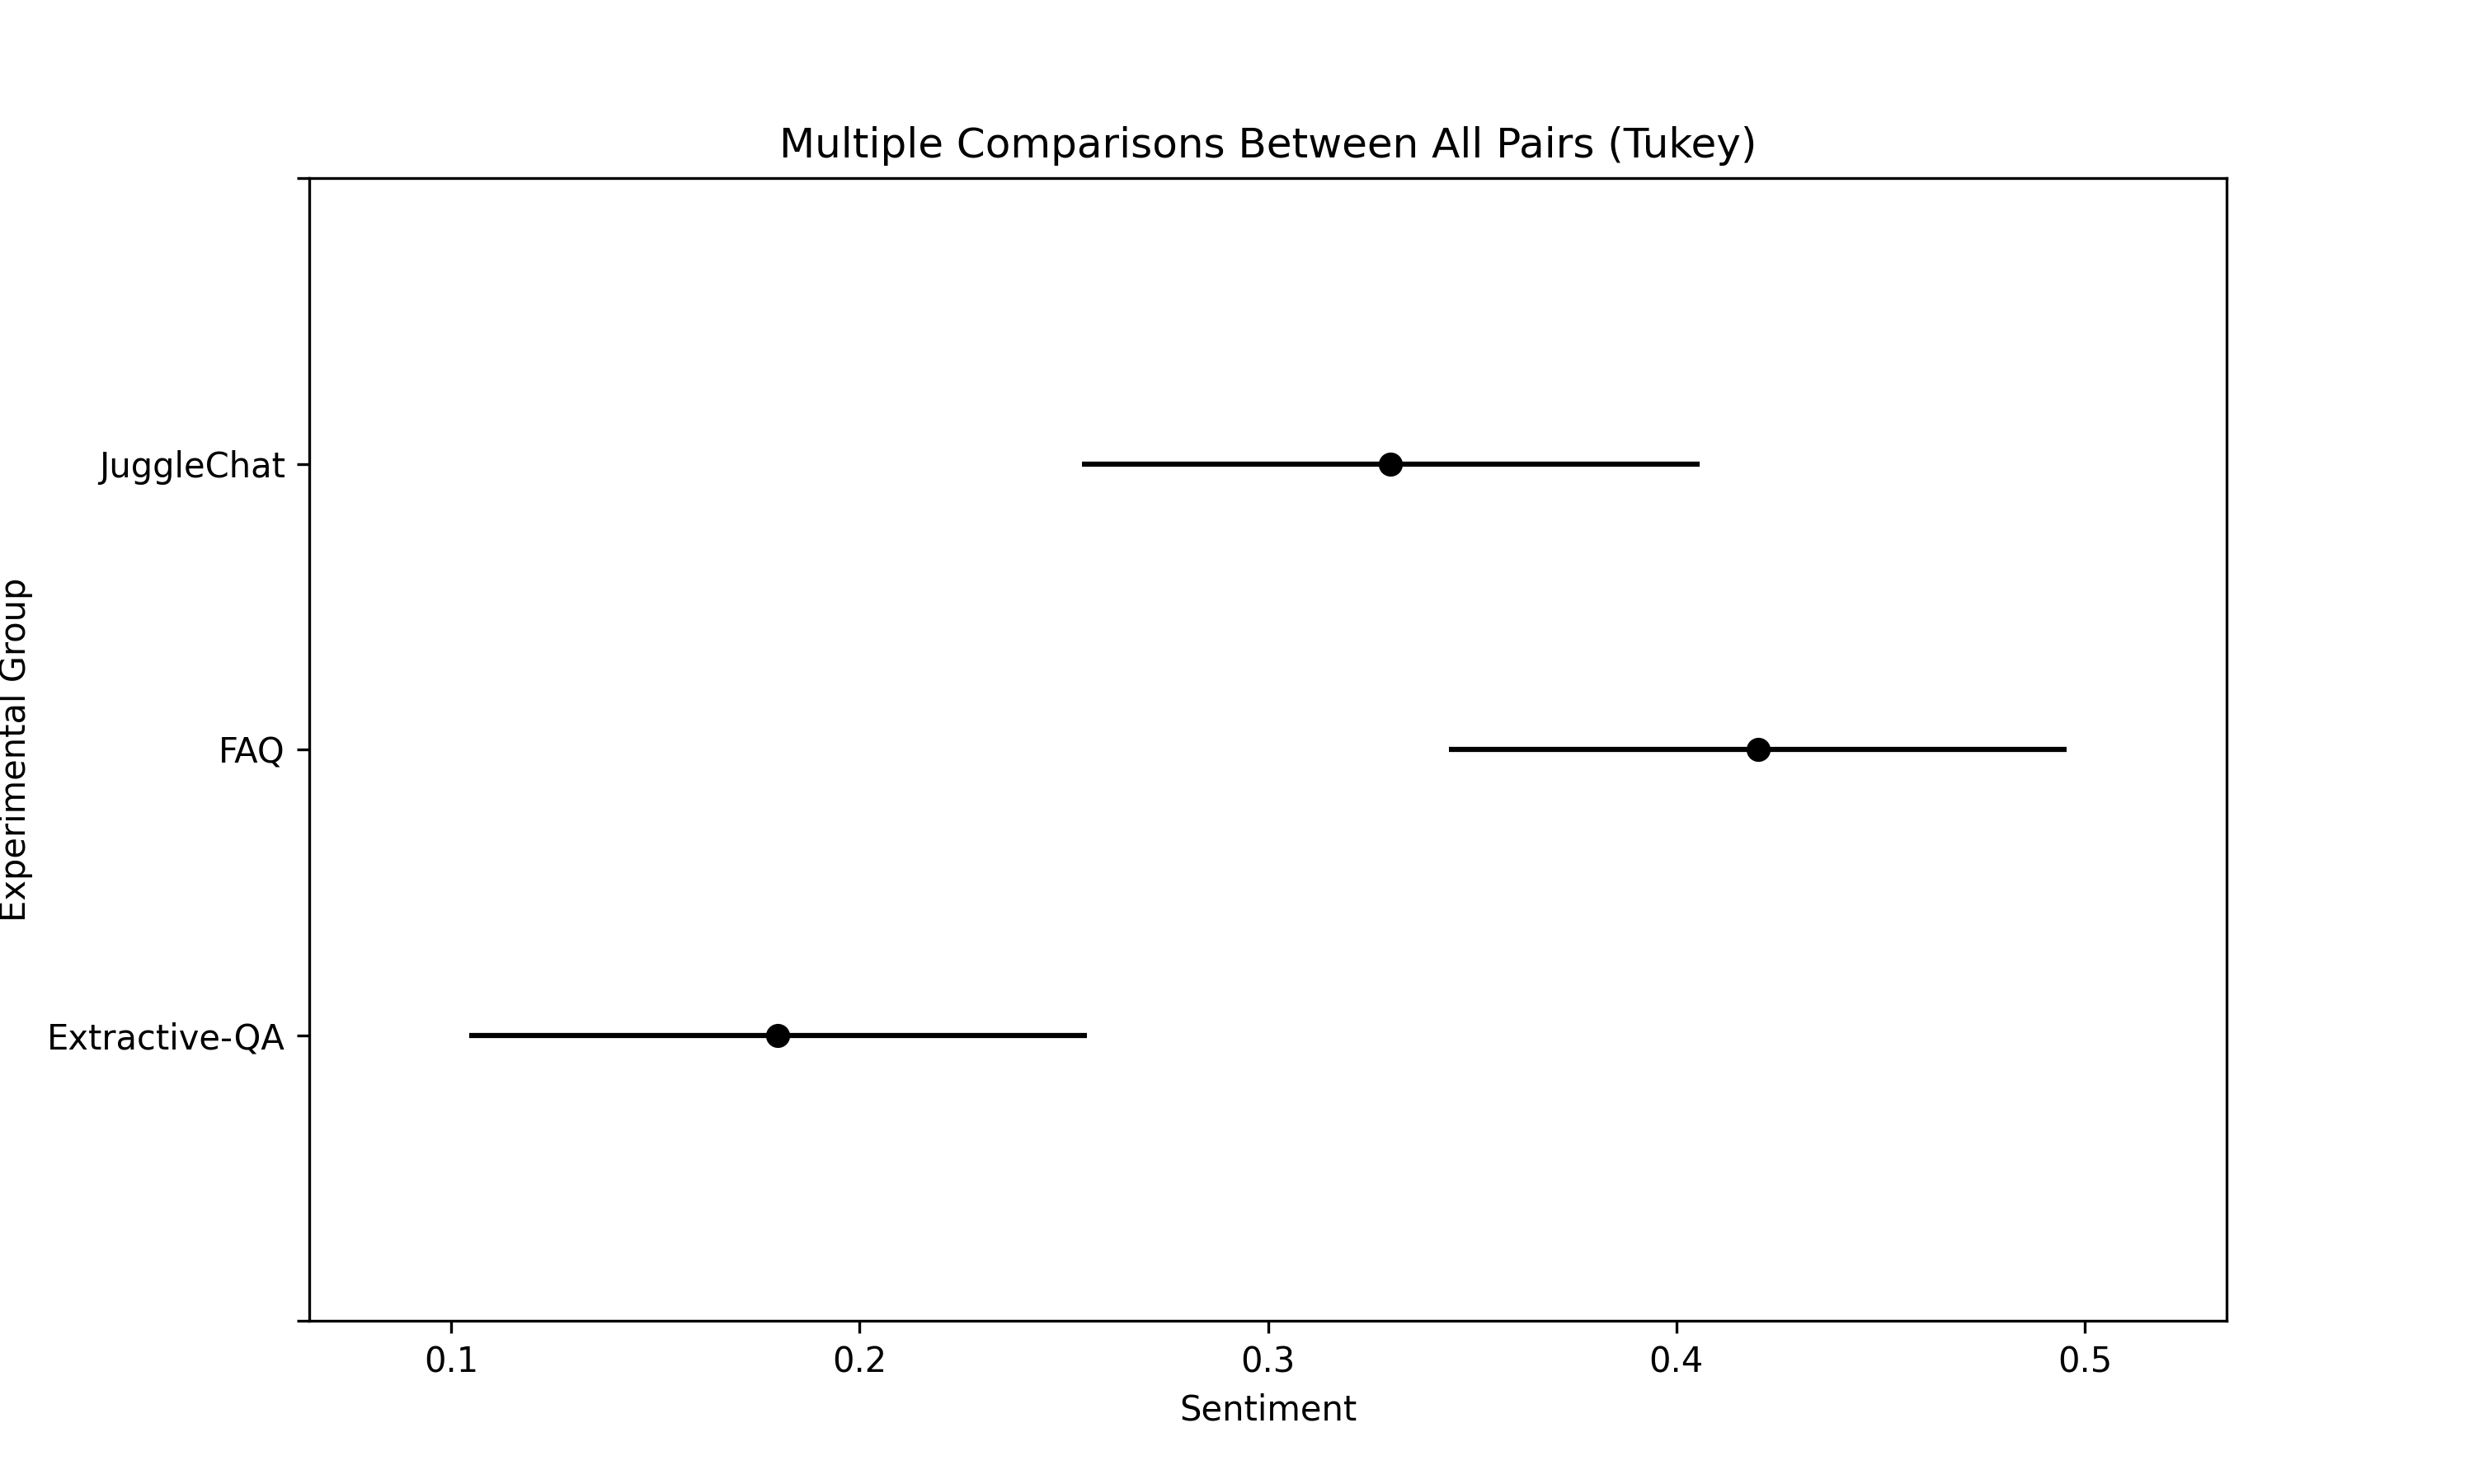 Multiple Comparisons Between All Pairs (Tukey)
JuggleChat
FAQ
Extractive-QA
Experimental Group
0.1 0.2 0.3 0.4 0.5
Sentiment